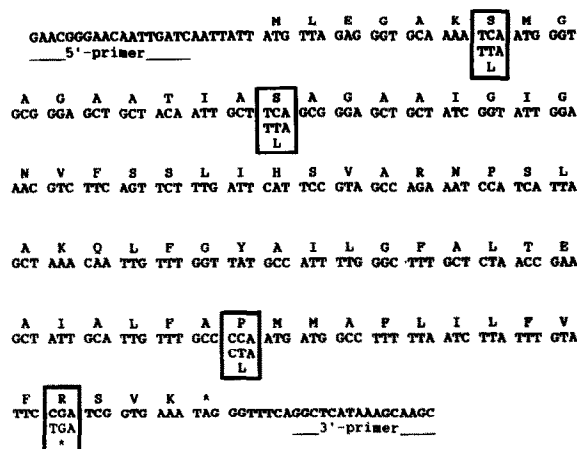 M L E G A K S M G
GAACGGGAACAATTGATCAATTATT ATG TTA GAG GGT GCA AAA TCA ATG GGT
5'-primer TTA
L
A G A A T I A S A G A A I G I G
GCG GGA GCT GCT ACA ATT GCT TCA GCG GGA GCT GCT ATC GGT ATT GGA
TTA
L
N V F S S L I H S V A R N P S L
AAC GTC TTC AGT TCT TTG ATT CAT TCC GTA GCC AGA AAT CCA TCA TTA
A K Q L F G Y A I L G F A L T E
GCT AAA CAA TTG TTT GGT TAT GCC ATT TTG GGC TTT GCT CTA ACC GAA
A I A L F A P M M A F L I L F V
GCT ATT GCA TTG TTT GCC CCA ATG ATG GCC TTT TTA ATC TTA TTT GTA
CTA
L
F R S V K *
TTC CGA TCG GTG AAA TAG GGTTTCAGGCTCATAAAGCAAGC
TGA 3'-primer
*